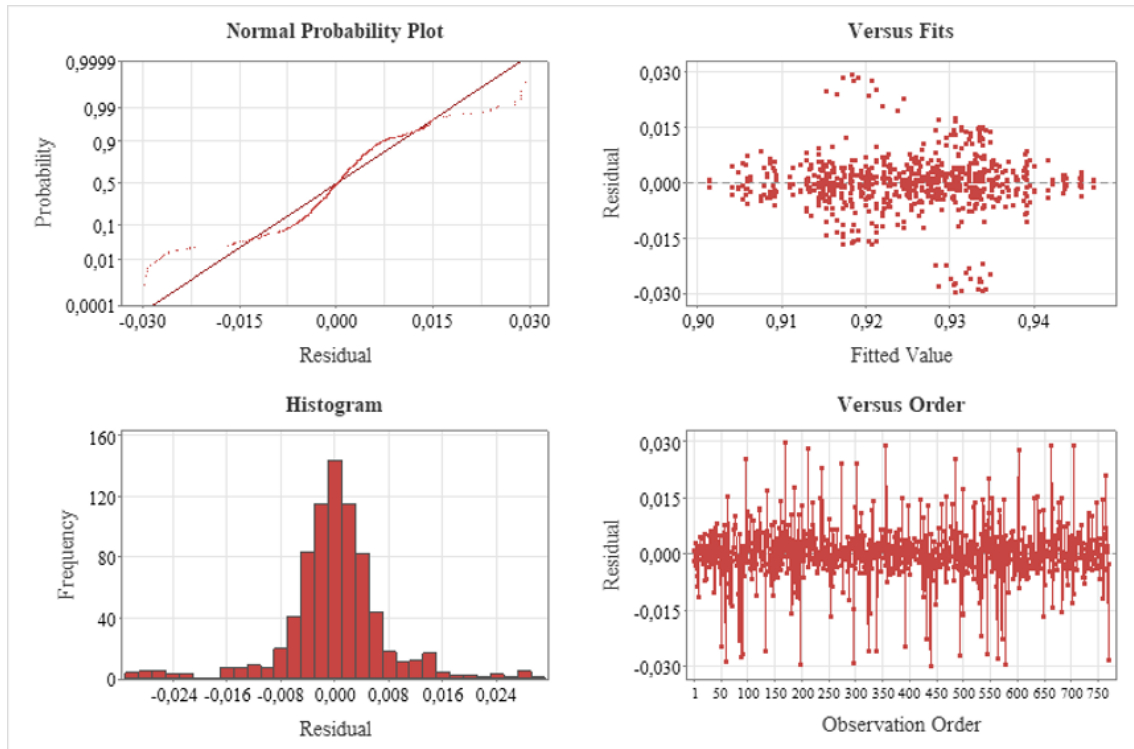 Normal Probability Plot
0,9999
0,99
0,9
0,5
0,1
0,01
0,0001
Probability
-0,030 -0,015 0,000 0,015 0,030
Residual
Versus Fits
0,030
0,015
0,000
-0,015
-0,030
Residual
0,90 0,91 0,92 0,93 0,94
Fitted Value
Histogram
160
120
80
40
0
Frequency
-0,024 -0,016 -0,008 0,000 0,008 0,016 0,024
Residual
Versus Order
0,030
0,015
0,000
-0,015
-0,030
Residual
1 50 100 150 200 250 300 350 400 450 500 550 600 650 700 750
Observation Order